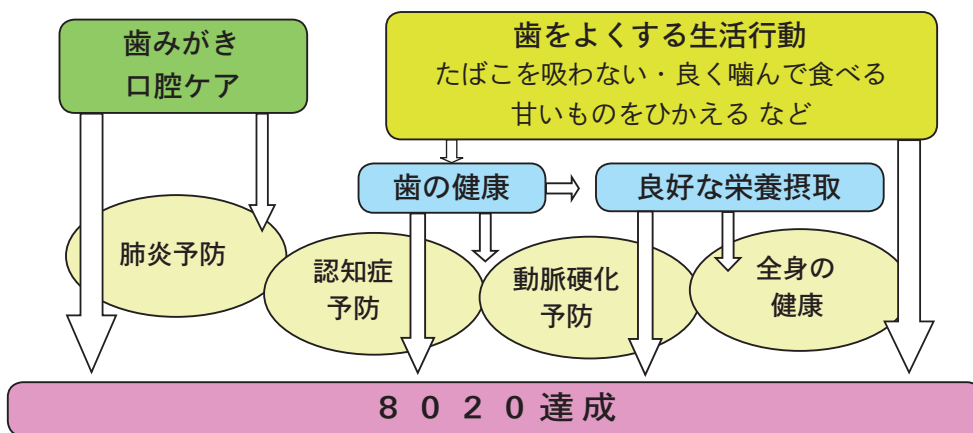 歯みがき
口腔ケア
歯をよくする生活行動
たばこを吸わない・良く噛んで食べる
甘いものをひかえる など
歯の健康
良好な栄養摂取
肺炎予防
認知症
予防
動脈硬化
予防
全身の
健康
８０２０達成